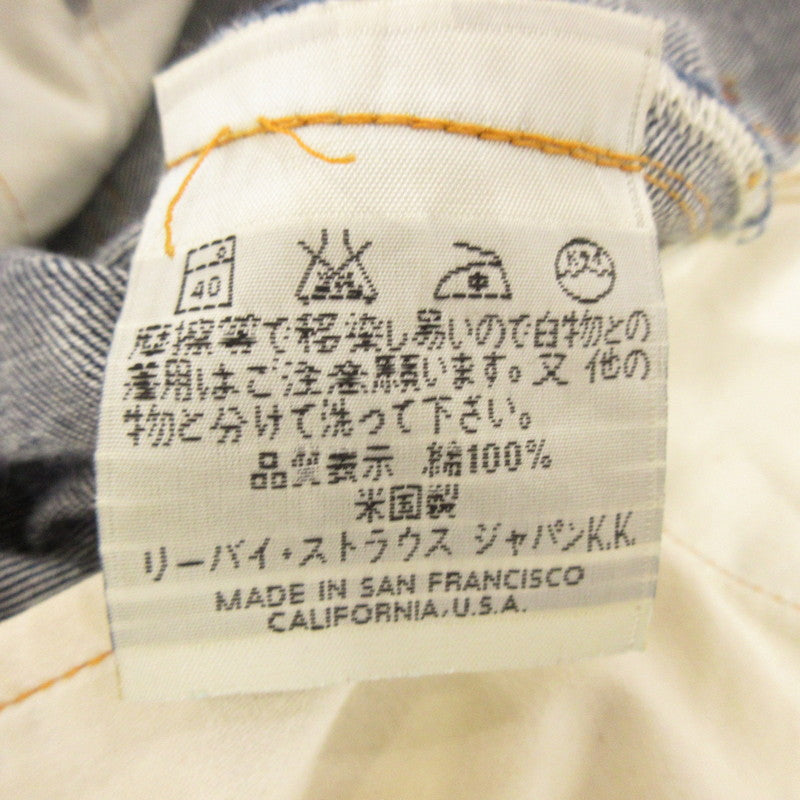 40
摩擦等で移染し易いので白物との
着用はご注意願います。又 他の
物と分けて洗って下さい。
品質表示 綿100%
米国製
リーバイ・ストラウス ジャパンK.K.
MADE IN SAN FRANCISCO
CALIFORNIA, U.S.A.